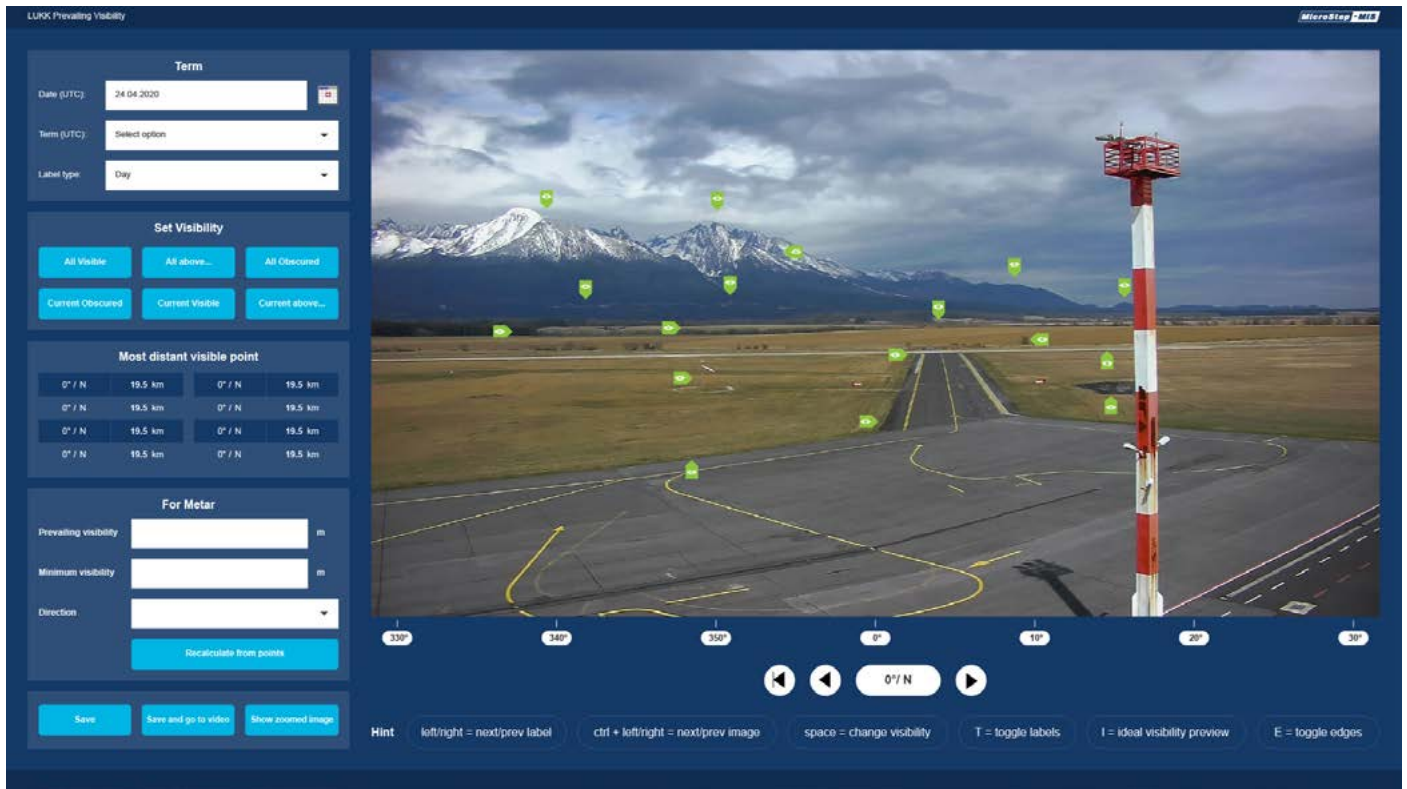 LUKK Prevailing Visibility
MicroStep-MIS
Term
Date (UTC): 24.04.2020
Term (UTC): Select option
Label type: Day
Set Visibility
All Visible All above... All Obscured
Current Obscured Current Visible Current above...
Most distant visible point
0° / N 19.5 km 0° / N 19.5 km
0° / N 19.5 km 0° / N 19.5 km
0° / N 19.5 km 0° / N 19.5 km
0° / N 19.5 km 0° / N 19.5 km
For Metar
Prevailing visibility m
Minimum visibility m
Direction
Recalculate from points
Save Save and go to video Show zoomed image
330° 340° 350° 0° 10° 20° 30°
0°/ N
Hint left/right = next/prev label ctrl + left/right = next/prev image space = change visibility T = toggle labels I = ideal visibility preview E = toggle edges